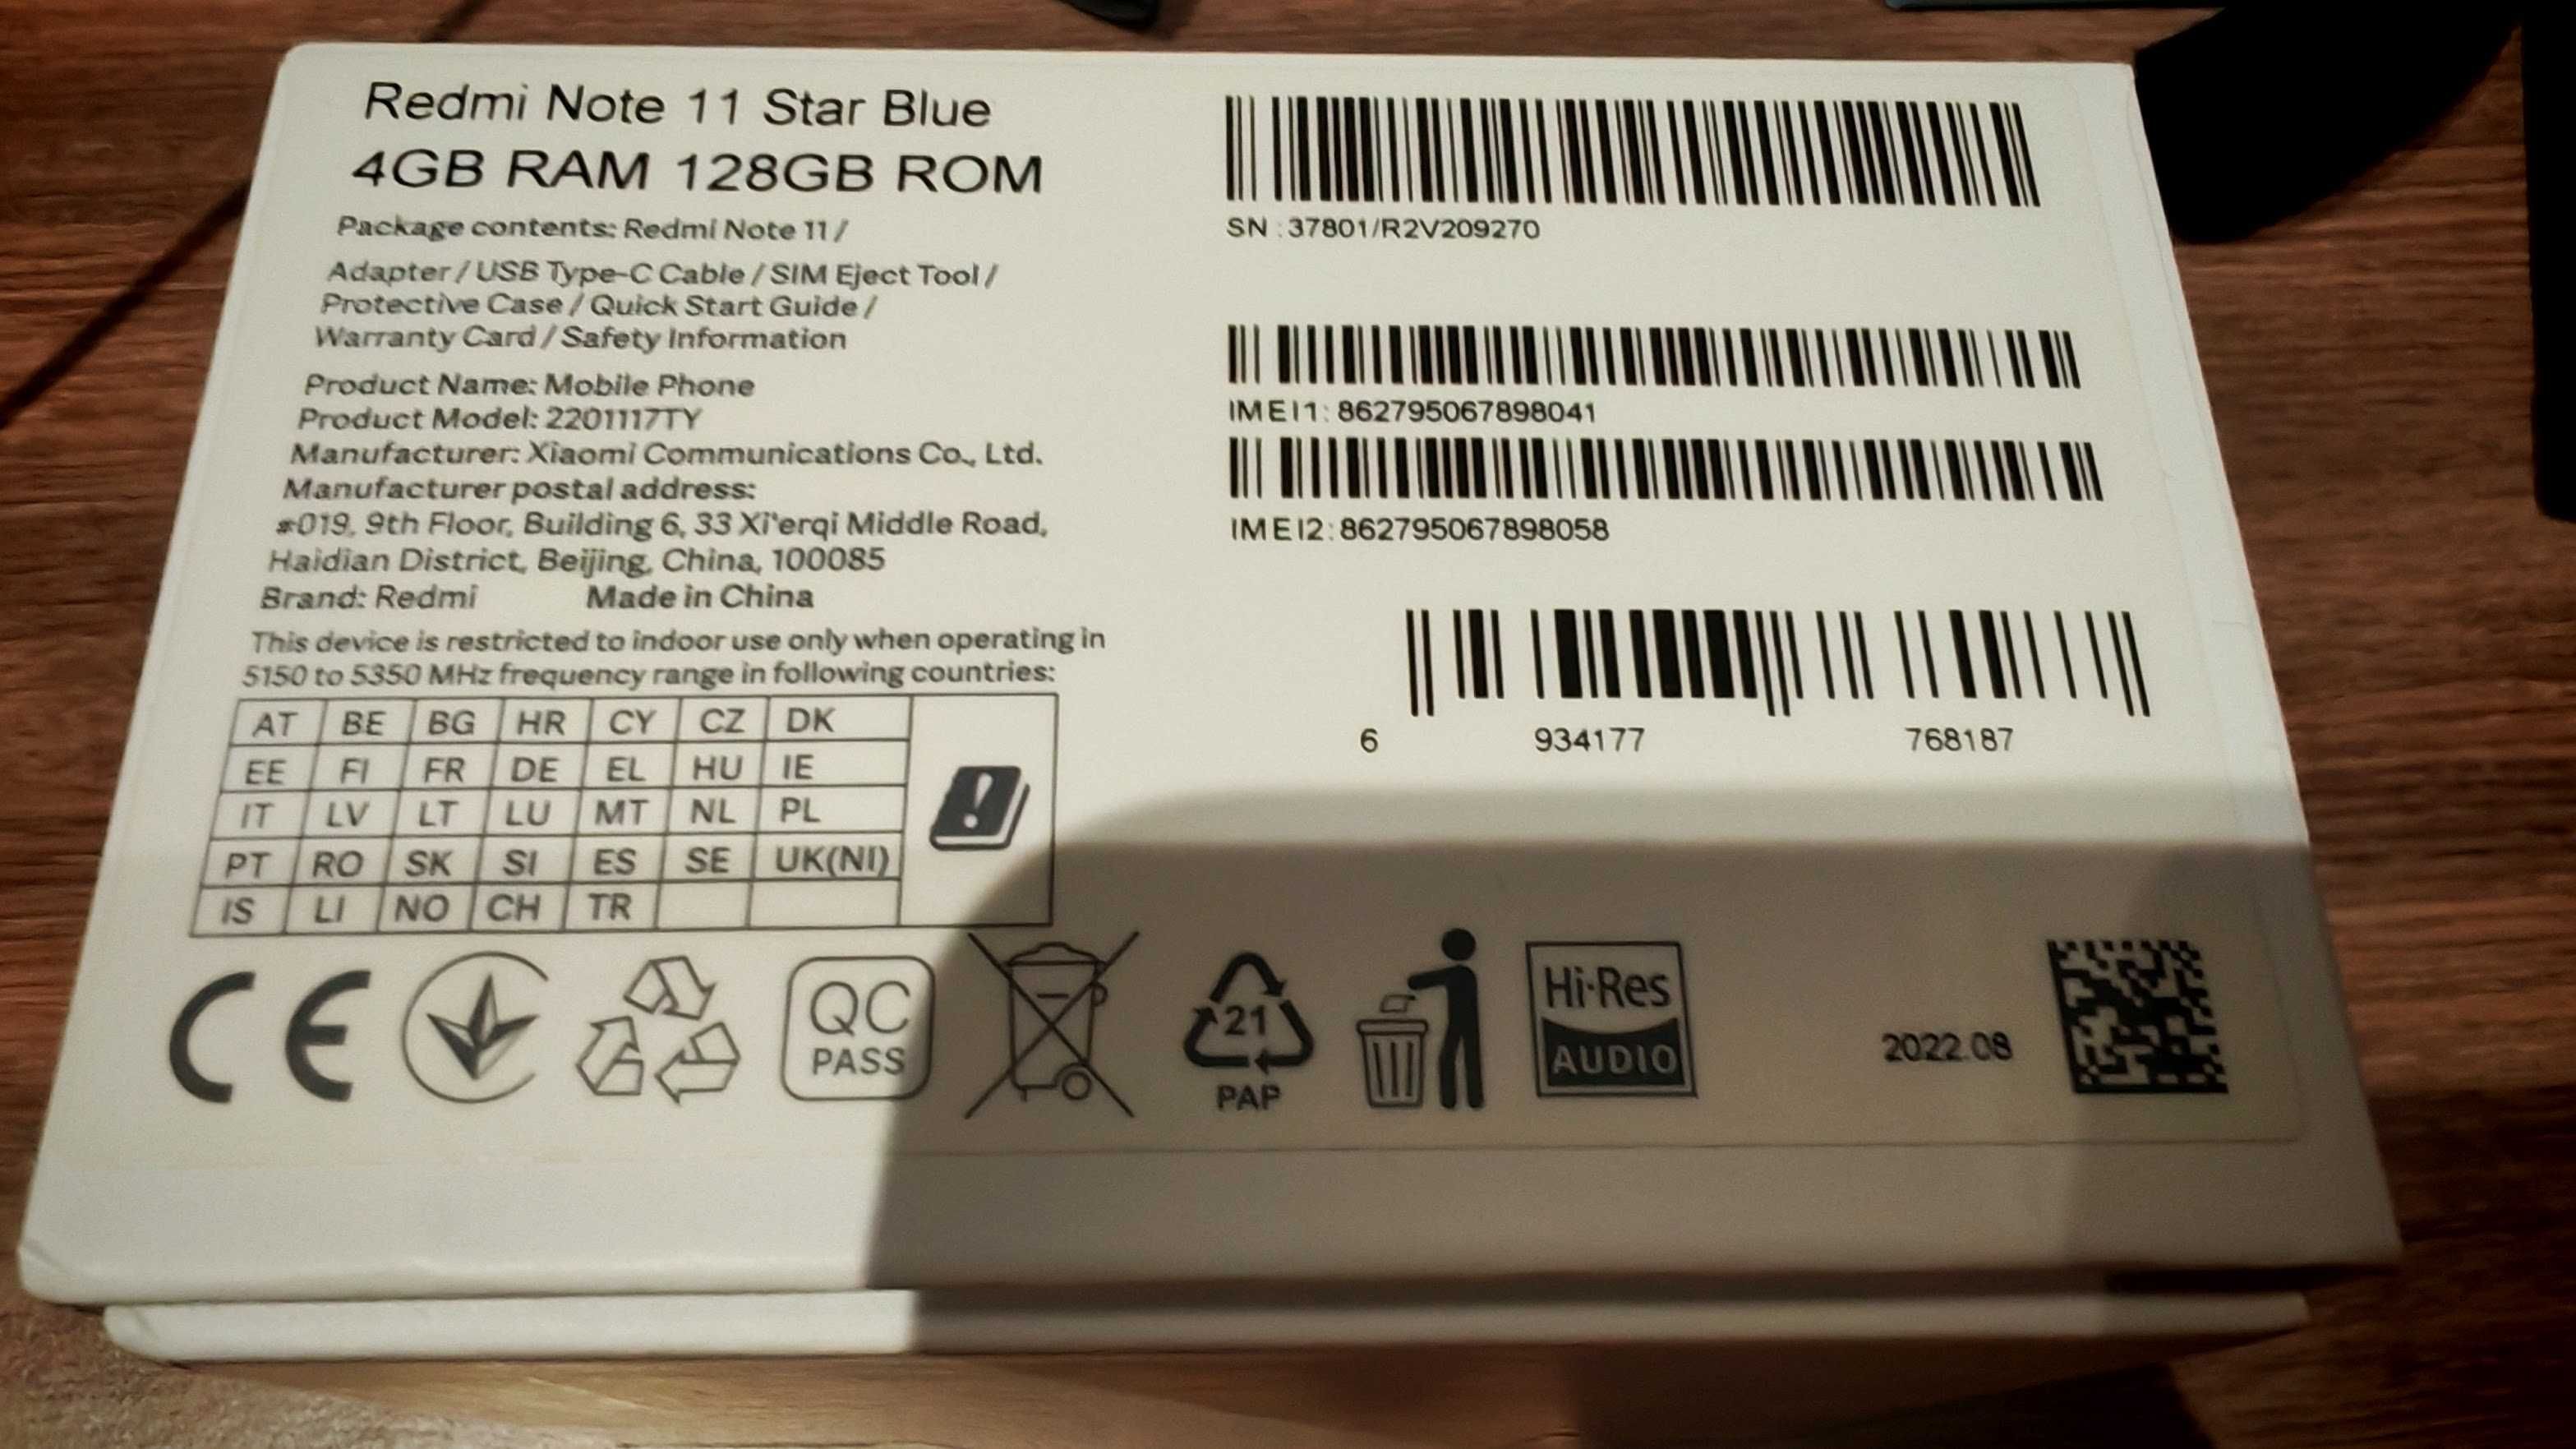 Redmi Note 11 Star Blue
4GB RAM 128GB ROM
Package contents: Redmi Note 11 /
Adapter / USB Type-C Cable / SIM Eject Tool /
Protective Case / Quick Start Guide /
Warranty Card / Safety Information
Product Name: Mobile Phone
Product Model: 2201117TY
Manufacturer: Xiaomi Communications Co., Ltd.
Manufacturer postal address:
#019, 9th Floor, Building 6, 33 Xi'erqi Middle Road,
Haidian District, Beijing, China, 100085
Brand: Redmi Made in China
This device is restricted to indoor use only when operating in
5150 to 5350 MHz frequency range in following countries:
AT BE BG HR CY CZ DK
EE FI FR DE EL HU IE
IT LV LT LU MT NL PL
PT RO SK SI ES SE UK(NI)
IS LI NO CH TR
SN : 37801/R2V209270
IMEI1: 862795067898041
IMEI2: 862795067898058
6 934177 768187
CE
QC
PASS
21
PAP
Hi-Res
AUDIO
2022.08